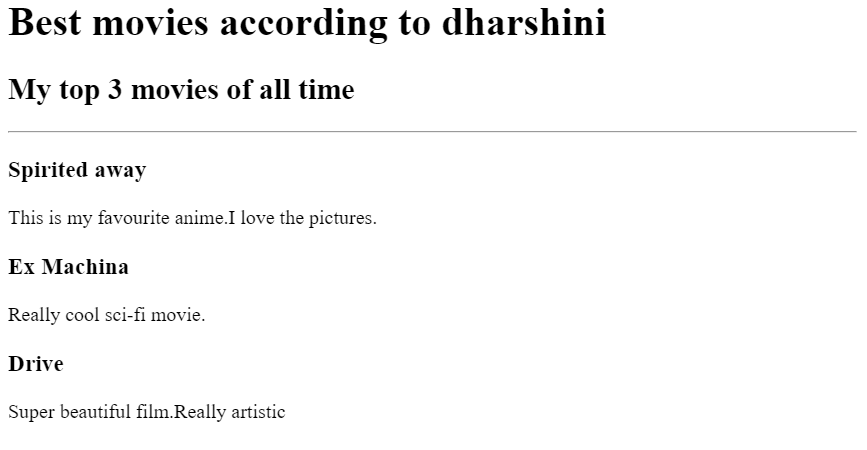 Best movies according to dharshini
My top 3 movies of all time
Spirited away
This is my favourite anime.I love the pictures.
Ex Machina
Really cool sci-fi movie.
Drive
Super beautiful film.Really artistic